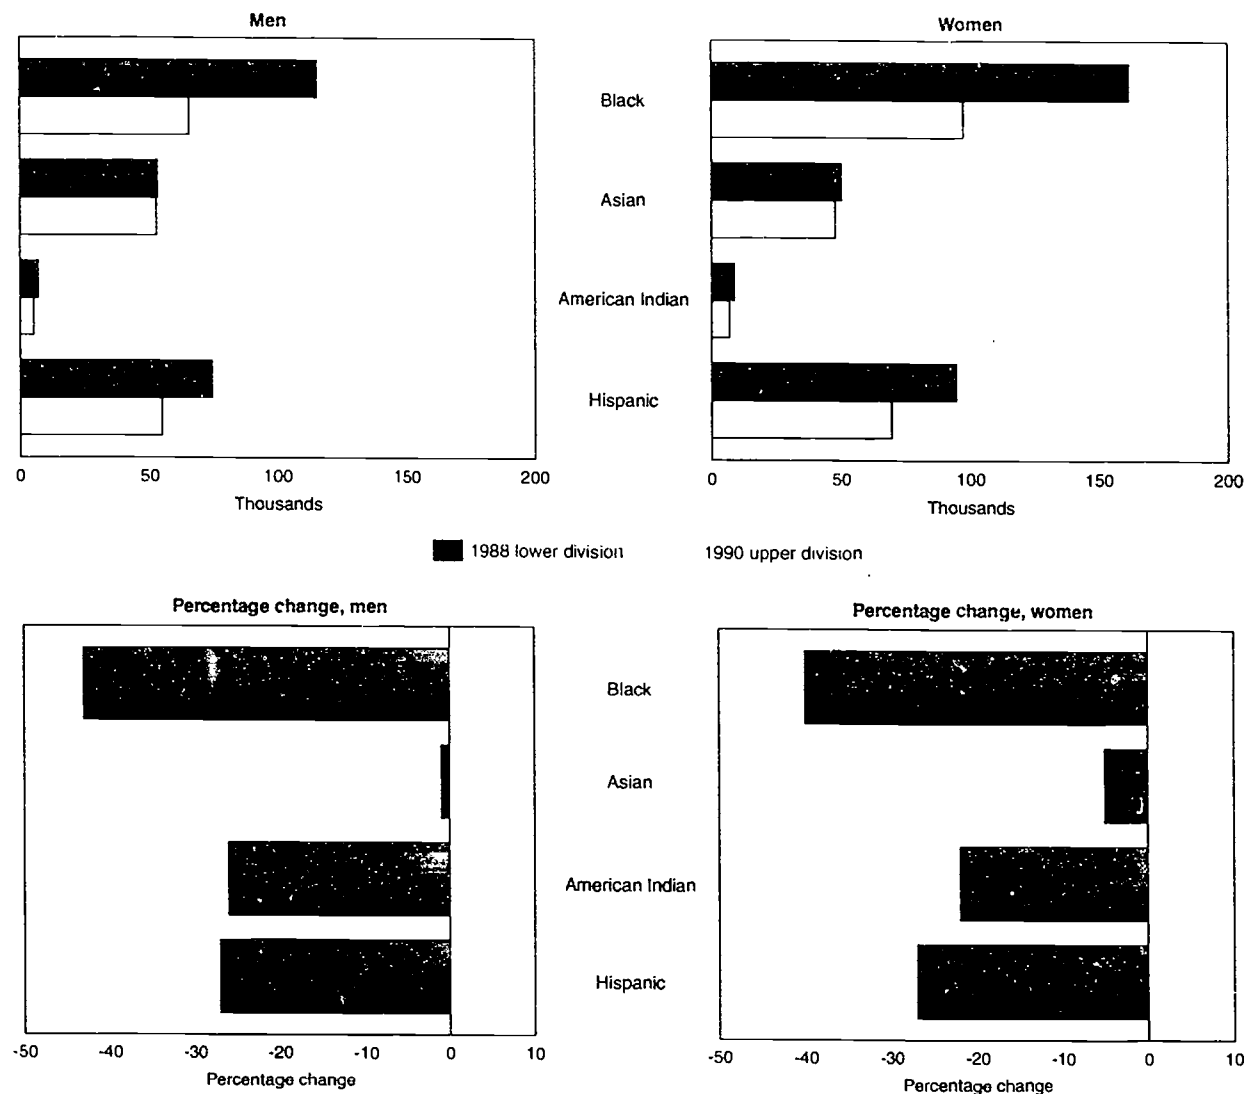 Men
Women
Black
Asian
American Indian
Hispanic
0 50 100 150 200
Thousands
0 50 100 150 200
Thousands
1988 lower division
1990 upper division
Percentage change, men
Percentage change, women
Black
Asian
American Indian
Hispanic
-50 -40 -30 -20 -10 0 10
Percentage change
-50 -40 -30 -20 -10 0 10
Percentage change